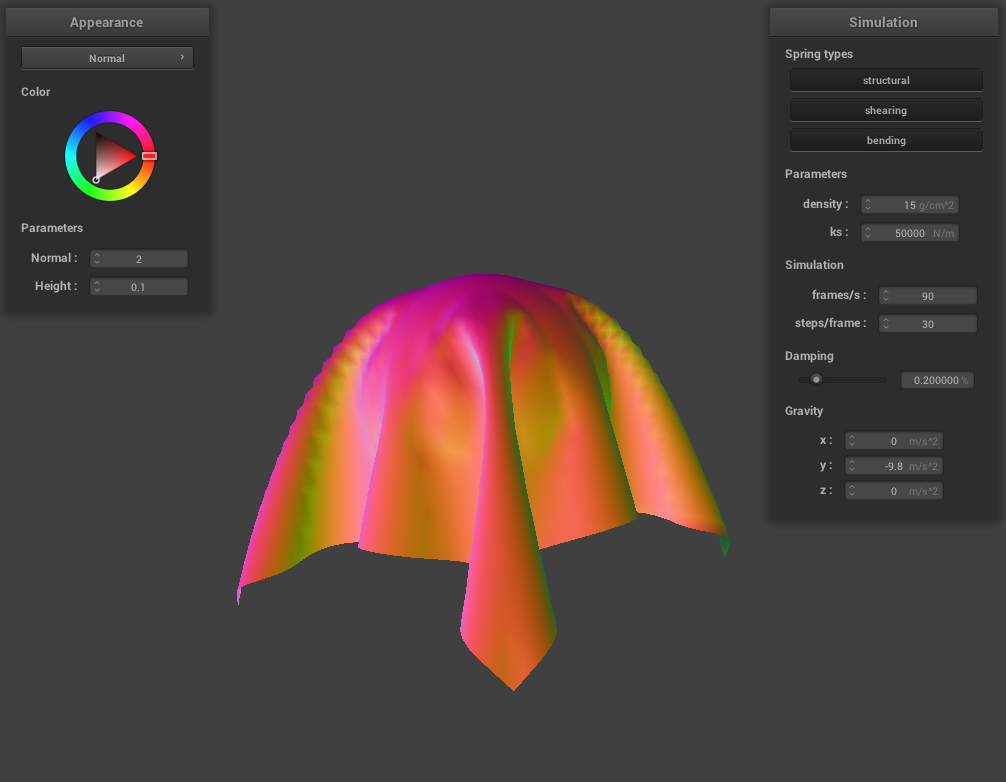 Appearance
Normal
Color
Parameters
Normal : 2
Height : 0.1
Simulation
Spring types
structural
shearing
bending
Parameters
density : 15 g/cm^2
ks : 50000 N/m
Simulation
frames/s : 90
steps/frame : 30
Damping
0.200000 %
Gravity
x : 0 m/s^2
y : -9.8 m/s^2
z : 0 m/s^2